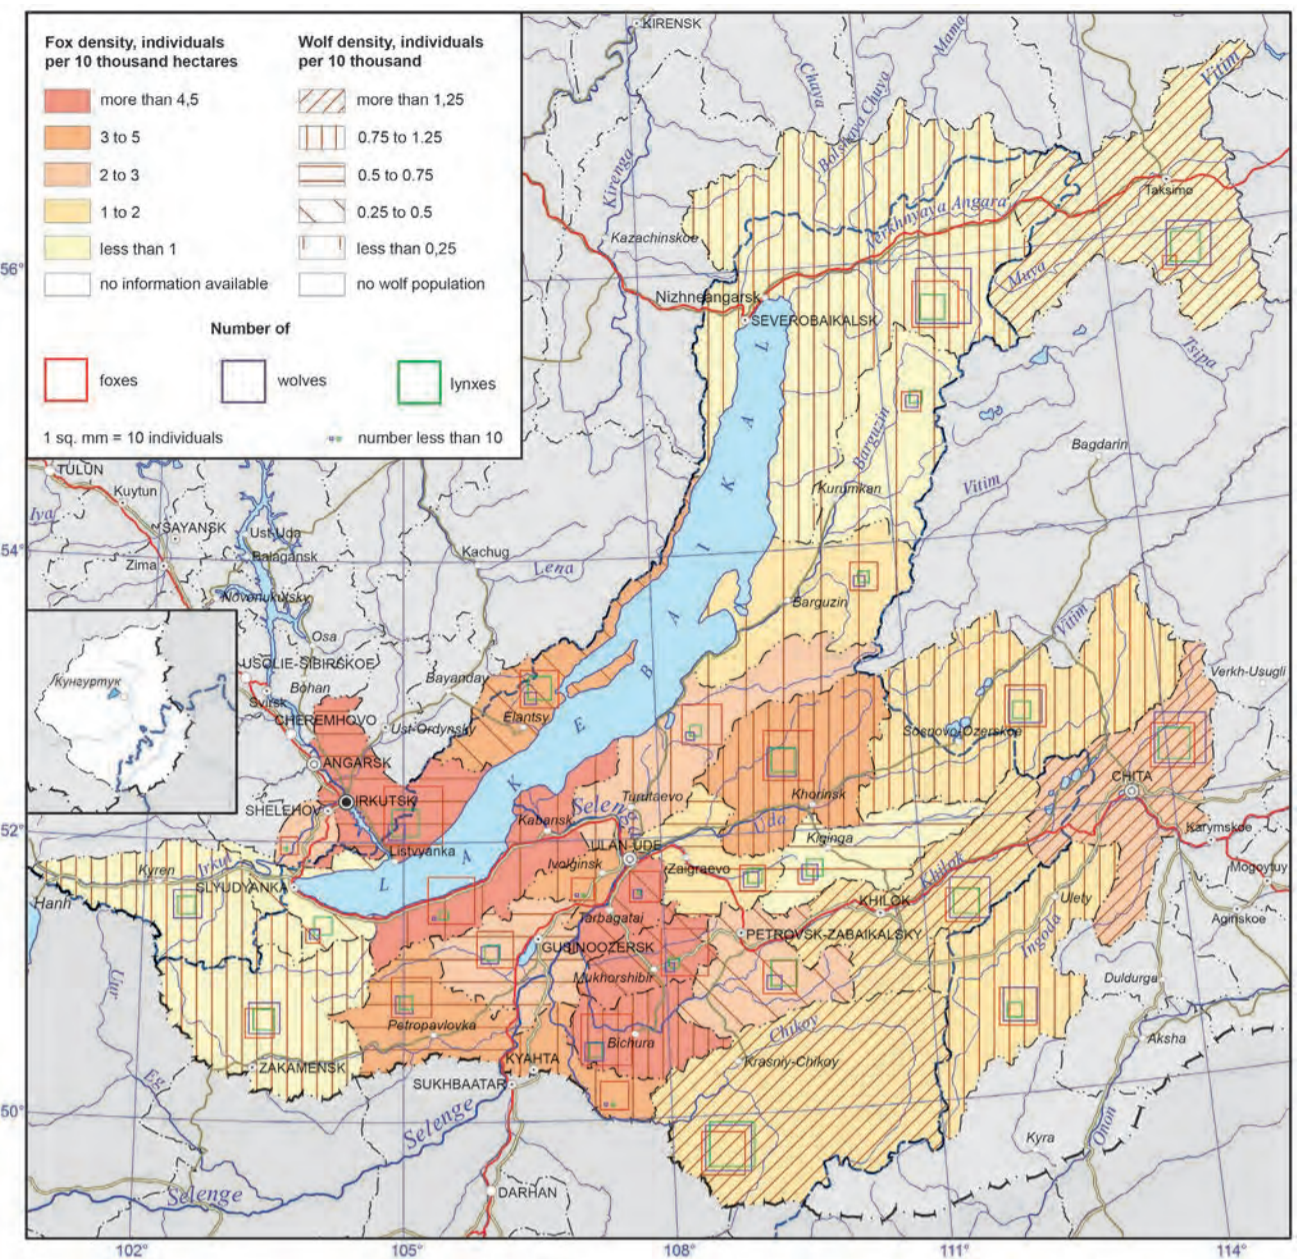 Fox density, individuals
per 10 thousand hectares
more than 4,5
3 to 5
2 to 3
1 to 2
less than 1
no information available
Wolf density, individuals
per 10 thousand
more than 1,25
0.75 to 1.25
0.5 to 0.75
0.25 to 0.5
less than 0,25
no wolf population
Number of
foxes
wolves
lynxes
1 sq. mm = 10 individuals
number less than 10
KIRENSK
Mama
Chaya
Bolshaya Chuya
Vitim
Kirenga
Taksimo
Verkhnyaya Angara
Kazachinskoe
56°
Muya
Nizhneangarsk
SEVEROBAIKALSK
Tsipa
Barguzin
Bagdarin
TULUN
Kuytun
Kurumkan
Vitim
Iya
SAYANSK
Ust-Uda
54°
Balagansk
Zima
Kachug
Lena
Novonukutsky
Barguzin
Osa
Vitim
USOLIE-SIBIRSKOE
Кунгуртук
Bayanday
Verkh-Usugli
Svirsk
Bohan
Elantsy
CHEREMHOVO
Ust-Ordynsky
Sosnovo-Ozerskoe
L A K E
B A I K A L
ANGARSK
CHITA
IRKUTSK
Turutaevo
Khorinsk
SHELEHOV
Selenga
Kabansk
Uda
52°
Karymskoe
Listvyanka
ULAN-UDE
Kiginga
Irkut
Ivolginsk
Zaigraevo
Khilok
Kyren
Mogoytuy
SLYUDYANKA
Hanh
KHILOK
Ulety
Tarbagatai
Aginskoe
PETROVSK-ZABAIKALSKY
GUSINOOZERSK
Ingoda
Uur
Mukhorshibir
Duldurga
Petropavlovka
Chikoy
Bichura
Aksha
KYAHTA
Krasniy-Chikoy
ZAKAMENSK
Eg
SUKHBAATAR
50°
Selenge
Onon
Kyra
Selenge
DARHAN
102°
105°
108°
111°
114°